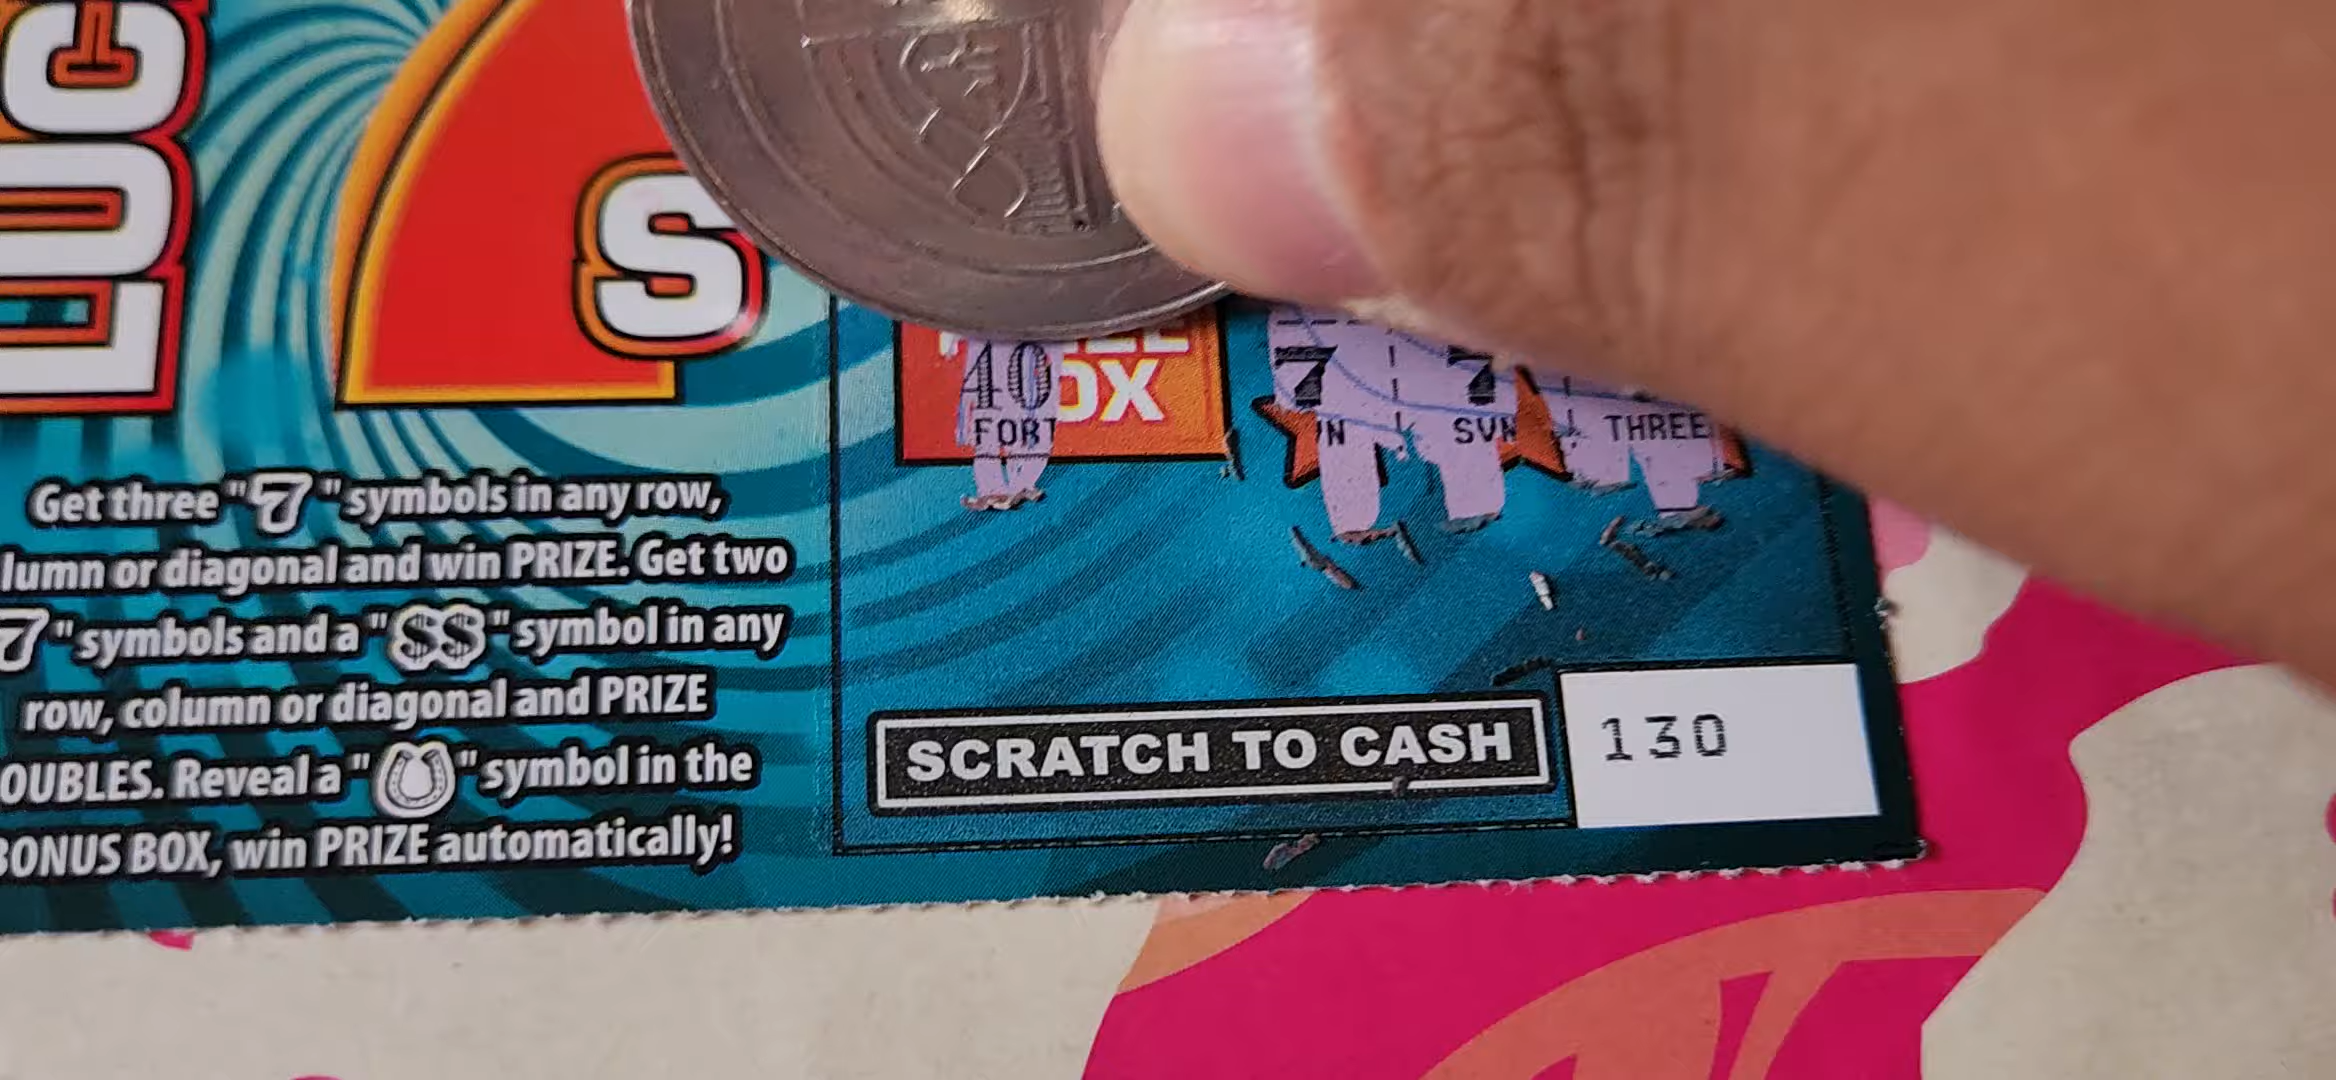 LUC
S
40
FORT
OX
7 7
N SVN THREE
Get three "7" symbols in any row,
lumn or diagonal and win PRIZE. Get two
7" symbols and a "$$" symbol in any
row, column or diagonal and PRIZE
OUBLES. Reveal a " " symbol in the
BONUS BOX, win PRIZE automatically!
SCRATCH TO CASH
130